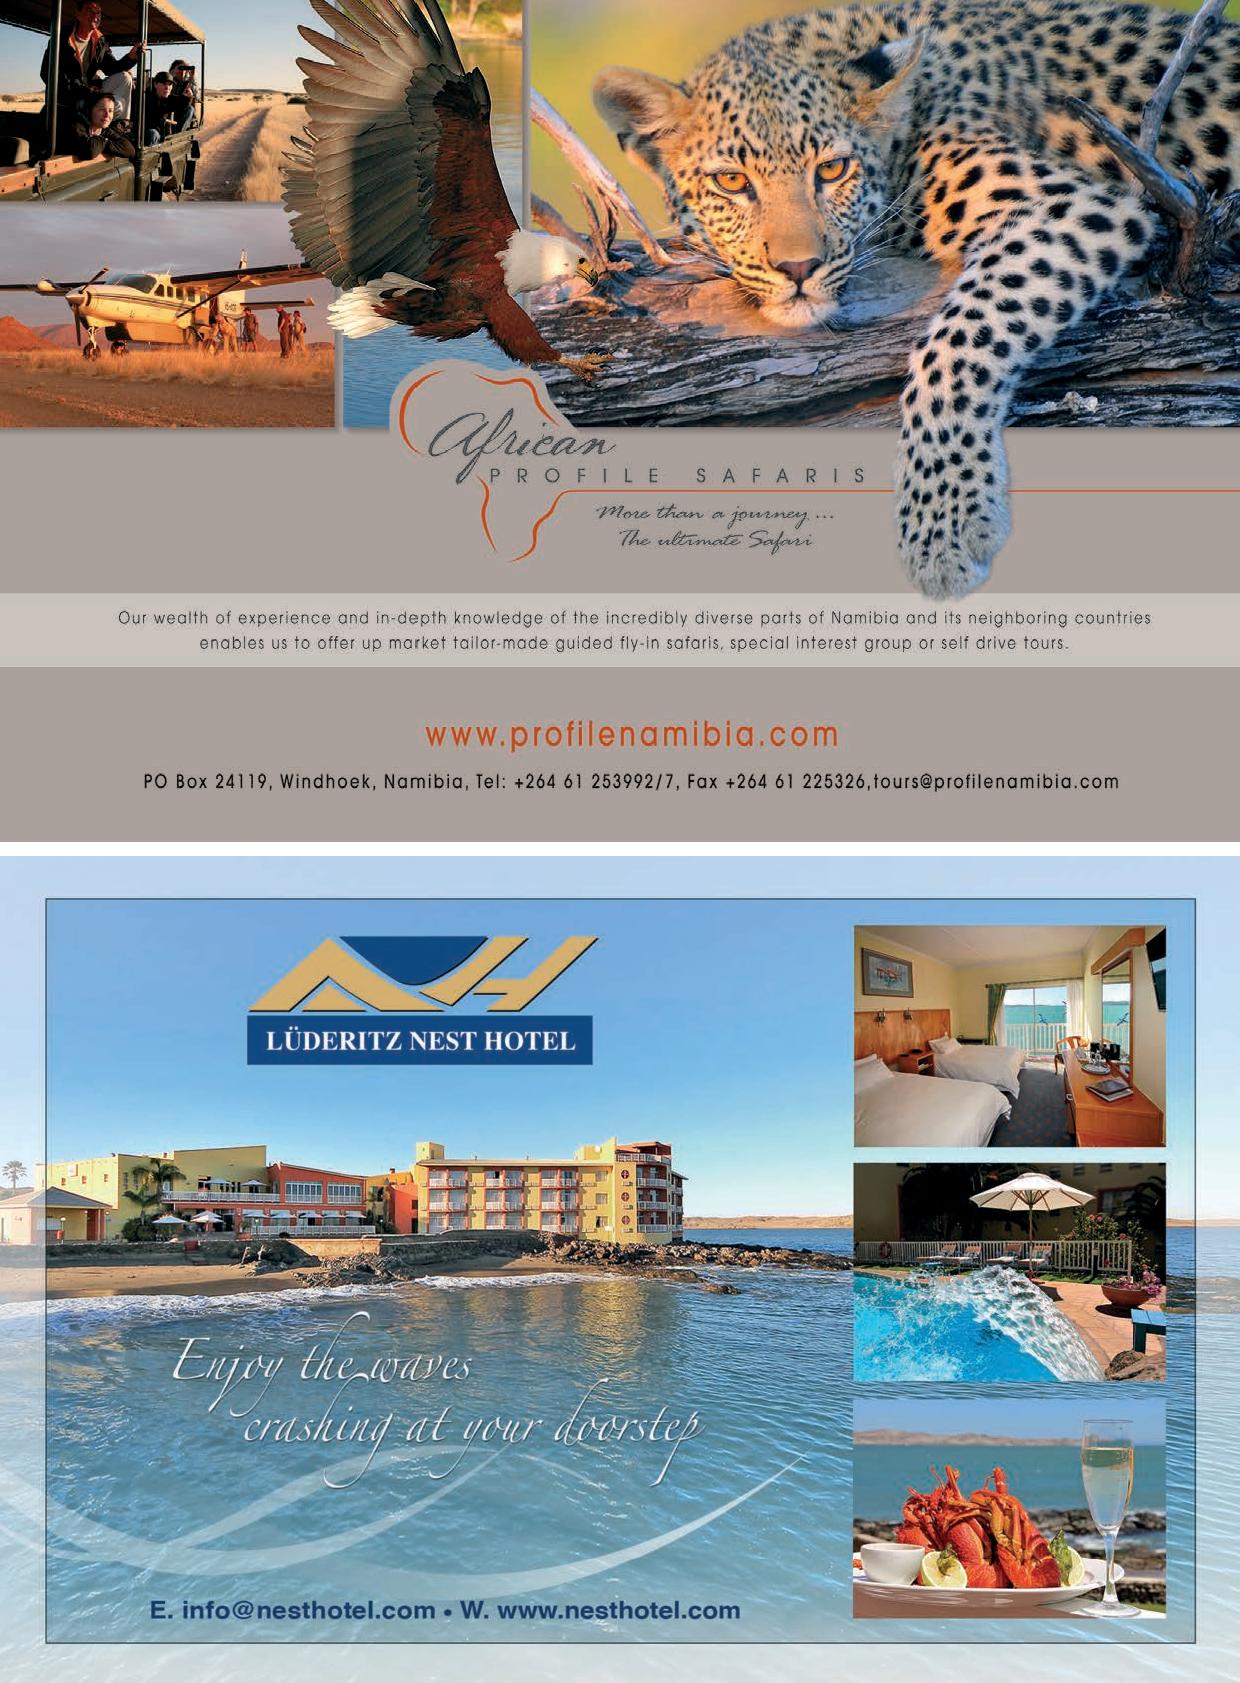 African
PROFILE SAFARIS
More than a journey ...
The ultimate Safari
Our wealth of experience and in-depth knowledge of the incredibly diverse parts of Namibia and its neighboring countries
enables us to offer up market tailor-made guided fly-in safaris, special interest group or self drive tours.
www.profilenamibia.com
PO Box 24119, Windhoek, Namibia, Tel: +264 61 253992/7, Fax +264 61 225326,tours@profilenamibia.com
LÜDERITZ NEST HOTEL
Enjoy the waves
crashing at your doorstep
E. info@nesthotel.com • W. www.nesthotel.com